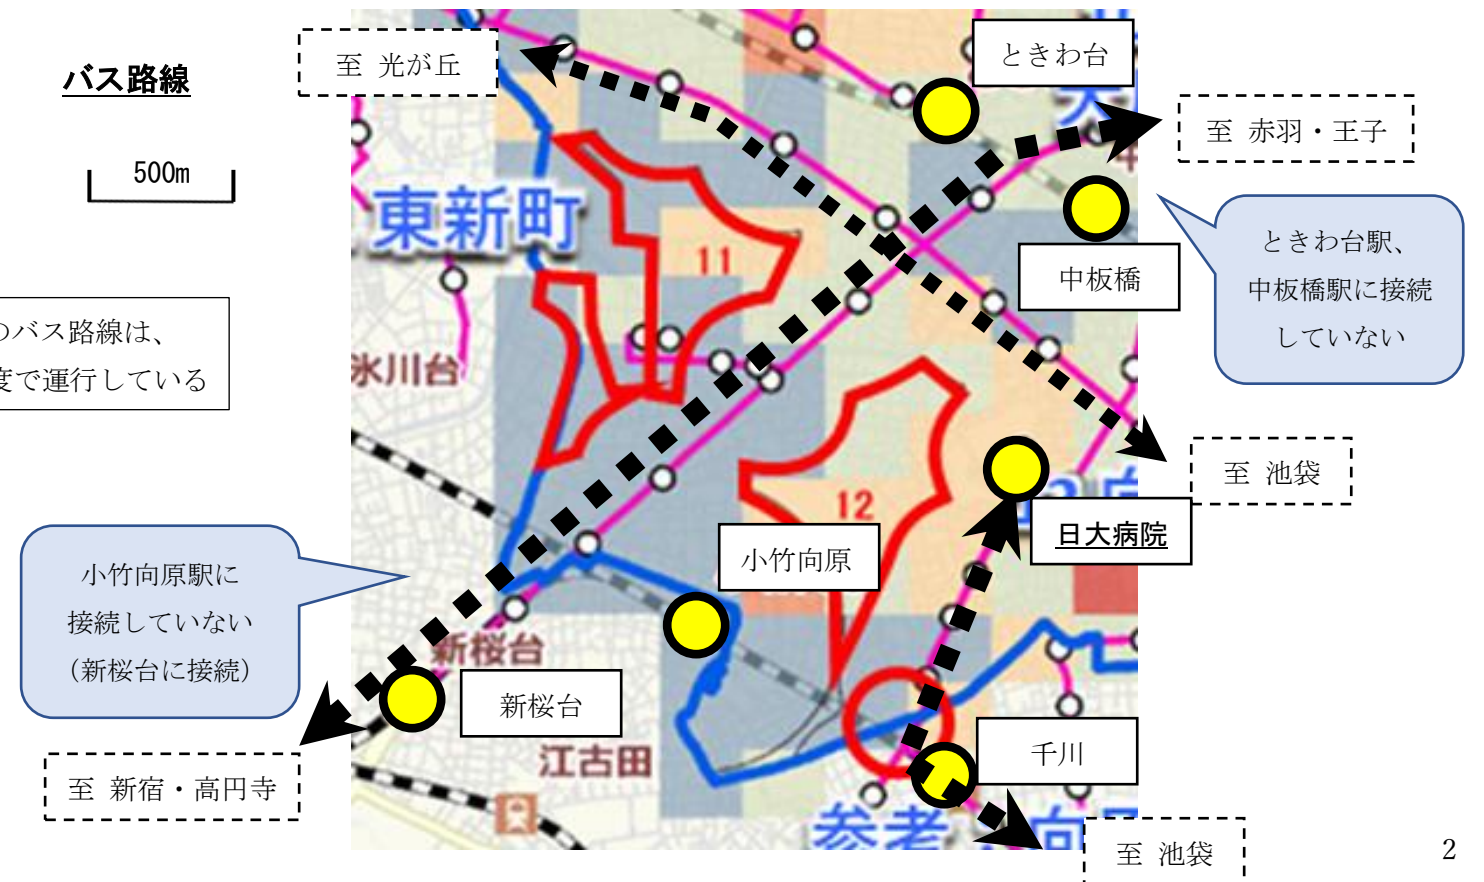 バス路線
500m
のバス路線は、
度で運行している
至 光が丘
ときわ台
至 赤羽・王子
東新町
11
中板橋
ときわ台駅、
中板橋駅に接続
していない
氷川台
至 池袋
12
日大病院
小竹向原
小竹向原駅に
接続していない
（新桜台に接続）
新桜台
新桜台
千川
江古田
至 新宿・高円寺
参考
向
至 池袋
2